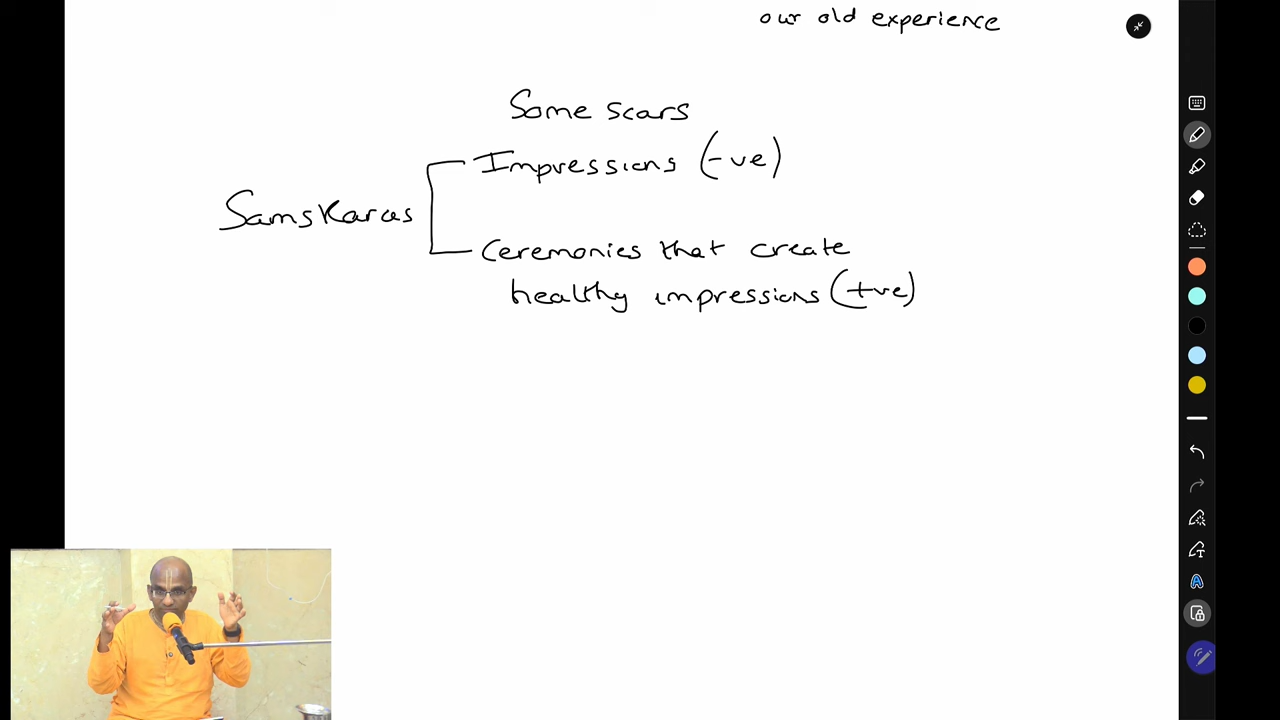 our old experience
Some scars
Impressions (-ve)
Samskaras
Ceremonies that create
healthy impressions (+ve)